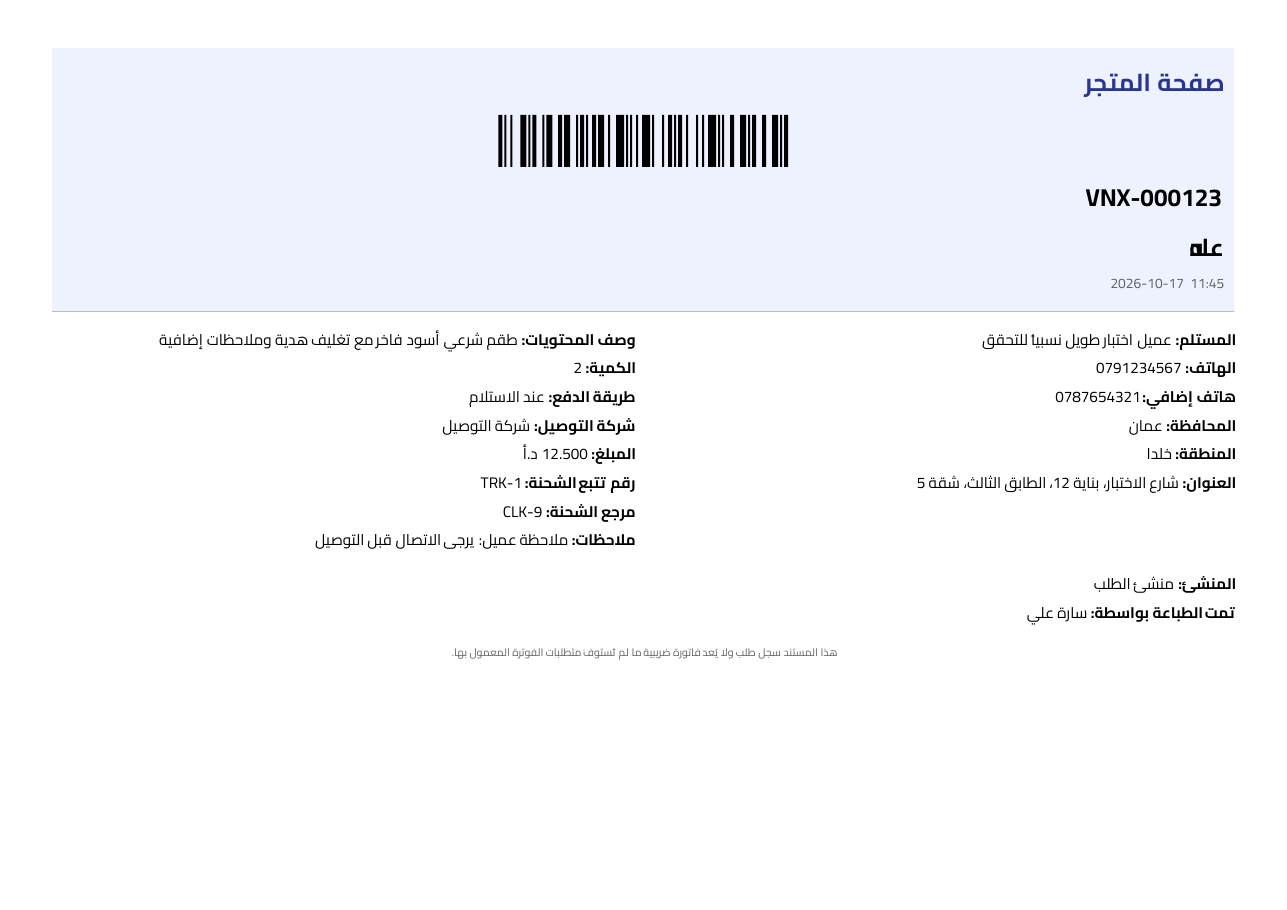 صفحة المتجر
VNX-000123
2026-10-17 11:45
المستلم: عميل اختبار طويل نسبياً للتحقق
الهاتف: 0791234567
هاتف إضافي: 0787654321
المحافظة: عمان
المنطقة: خلدا
العنوان: شارع الاختبار، بناية 12، الطابق الثالث، شقة 5
وصف المحتويات: طقم شرعي أسود فاخر مع تغليف هدية وملاحظات إضافية
الكمية: 2
طريقة الدفع: عند الاستلام
شركة التوصيل: شركة التوصيل
المبلغ: 12.500 د.أ
رقم تتبع الشحنة: TRK-1
مرجع الشحنة: CLK-9
ملاحظات: ملاحظة عميل: يرجى الاتصال قبل التوصيل
المنشئ: منشئ الطلب
تمت الطباعة بواسطة: سارة علي
هذا المستند سجل طلب ولا يُعد فاتورة ضريبية ما لم تُستوف متطلبات الفوترة المعمول بها.